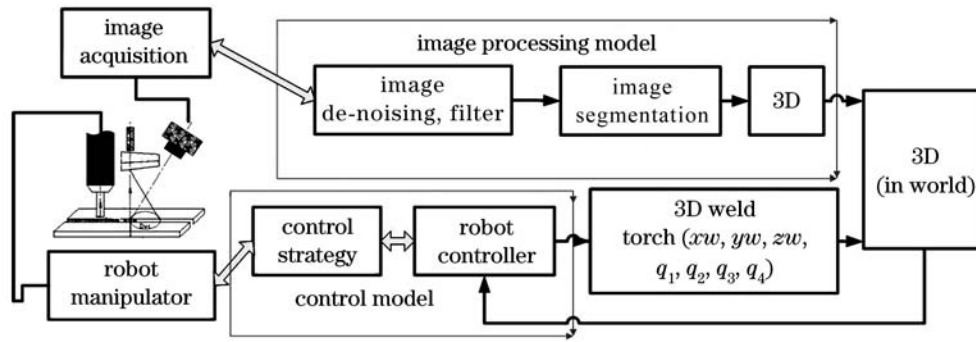 image
acquisition
image processing model
image
de-noising, filter
image
segmentation
3D
3D
(in world)
3D weld
torch (xw, yw, zw,
q1, q2, q3, q4)
control
strategy
robot
controller
control model
robot
manipulator